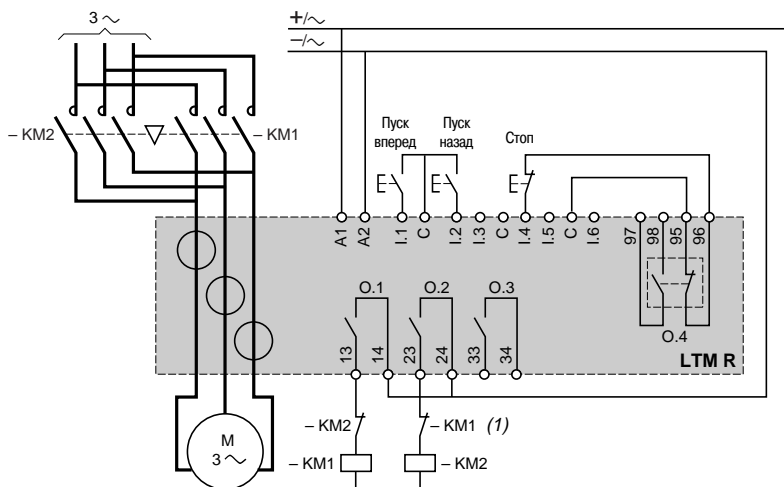 3 ~
+/~
−/~
– KM2
– KM1
Пуск
вперед
Пуск
назад
Стоп
A1
A2
I.1
C
I.2
I.3
C
I.4
I.5
C
I.6
97
98
95
96
O.1
O.2
O.3
O.4
13
14
23
24
33
34
LTM R
M
3 ~
– KM2
– KM1 (1)
– KM1
– KM2